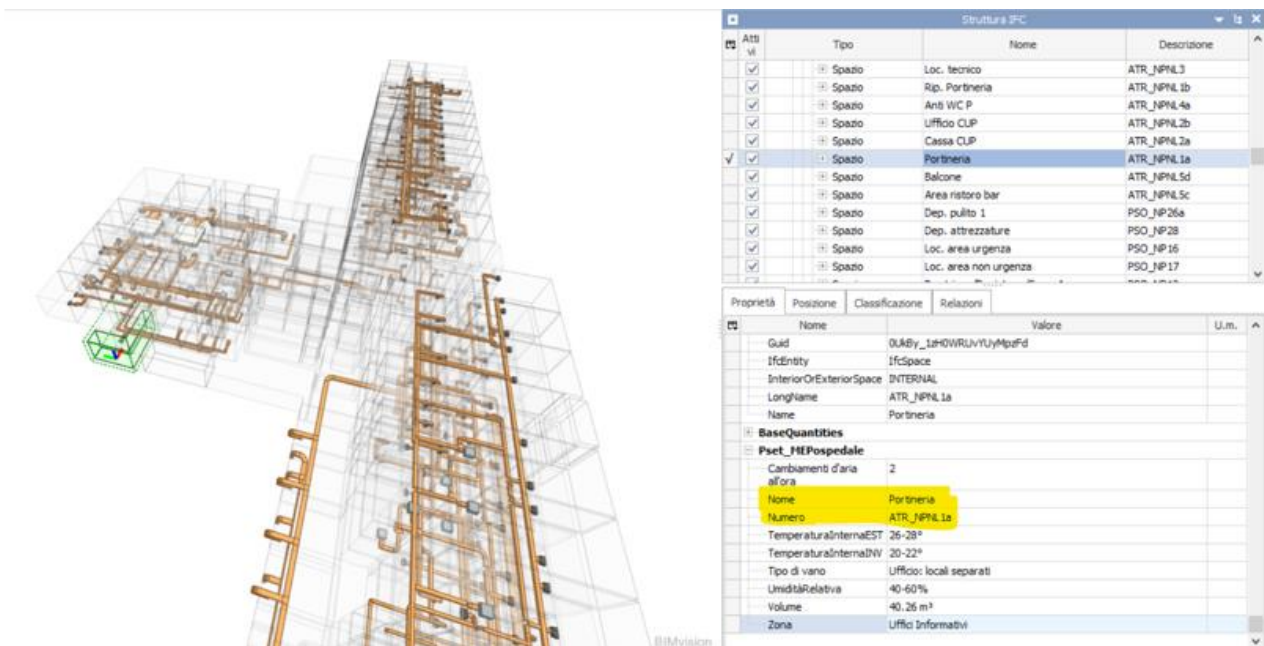 Struttura IFC
Atti
vi
Tipo Nome Descrizione
Spazio Loc. tecnico ATR_NPNL3
Spazio Rip. Portineria ATR_NPNL1b
Spazio Anti WC P ATR_NPNL4a
Spazio Ufficio CUP ATR_NPNL2b
Spazio Cassa CUP ATR_NPNL2a
Spazio Portineria ATR_NPNL1a
Spazio Balcone ATR_NPNL5d
Spazio Area ristoro bar ATR_NPNL5c
Spazio Dep. pulito 1 PSO_NP26a
Spazio Dep. attrezzature PSO_NP28
Spazio Loc. area urgenza PSO_NP16
Spazio Loc. area non urgenza PSO_NP17
Proprietà Posizione Classificazione Relazioni
Nome Valore U.m.
Guid 0UkBy_1zH0WRUvYUyMpzFd
IfcEntity IfcSpace
InteriorOrExteriorSpace INTERNAL
LongName ATR_NPNL1a
Name Portineria
BaseQuantities
Pset_MEPospedale
Cambiamenti d'aria
all'ora 2
Nome Portineria
Numero ATR_NPNL1a
TemperaturaInternaEST 26-28°
TemperaturaInternaINV 20-22°
Tipo di vano Ufficio: locali separati
UmiditàRelativa 40-60%
Volume 40.26 m³
Zona Uffici Informativi
BIMvision